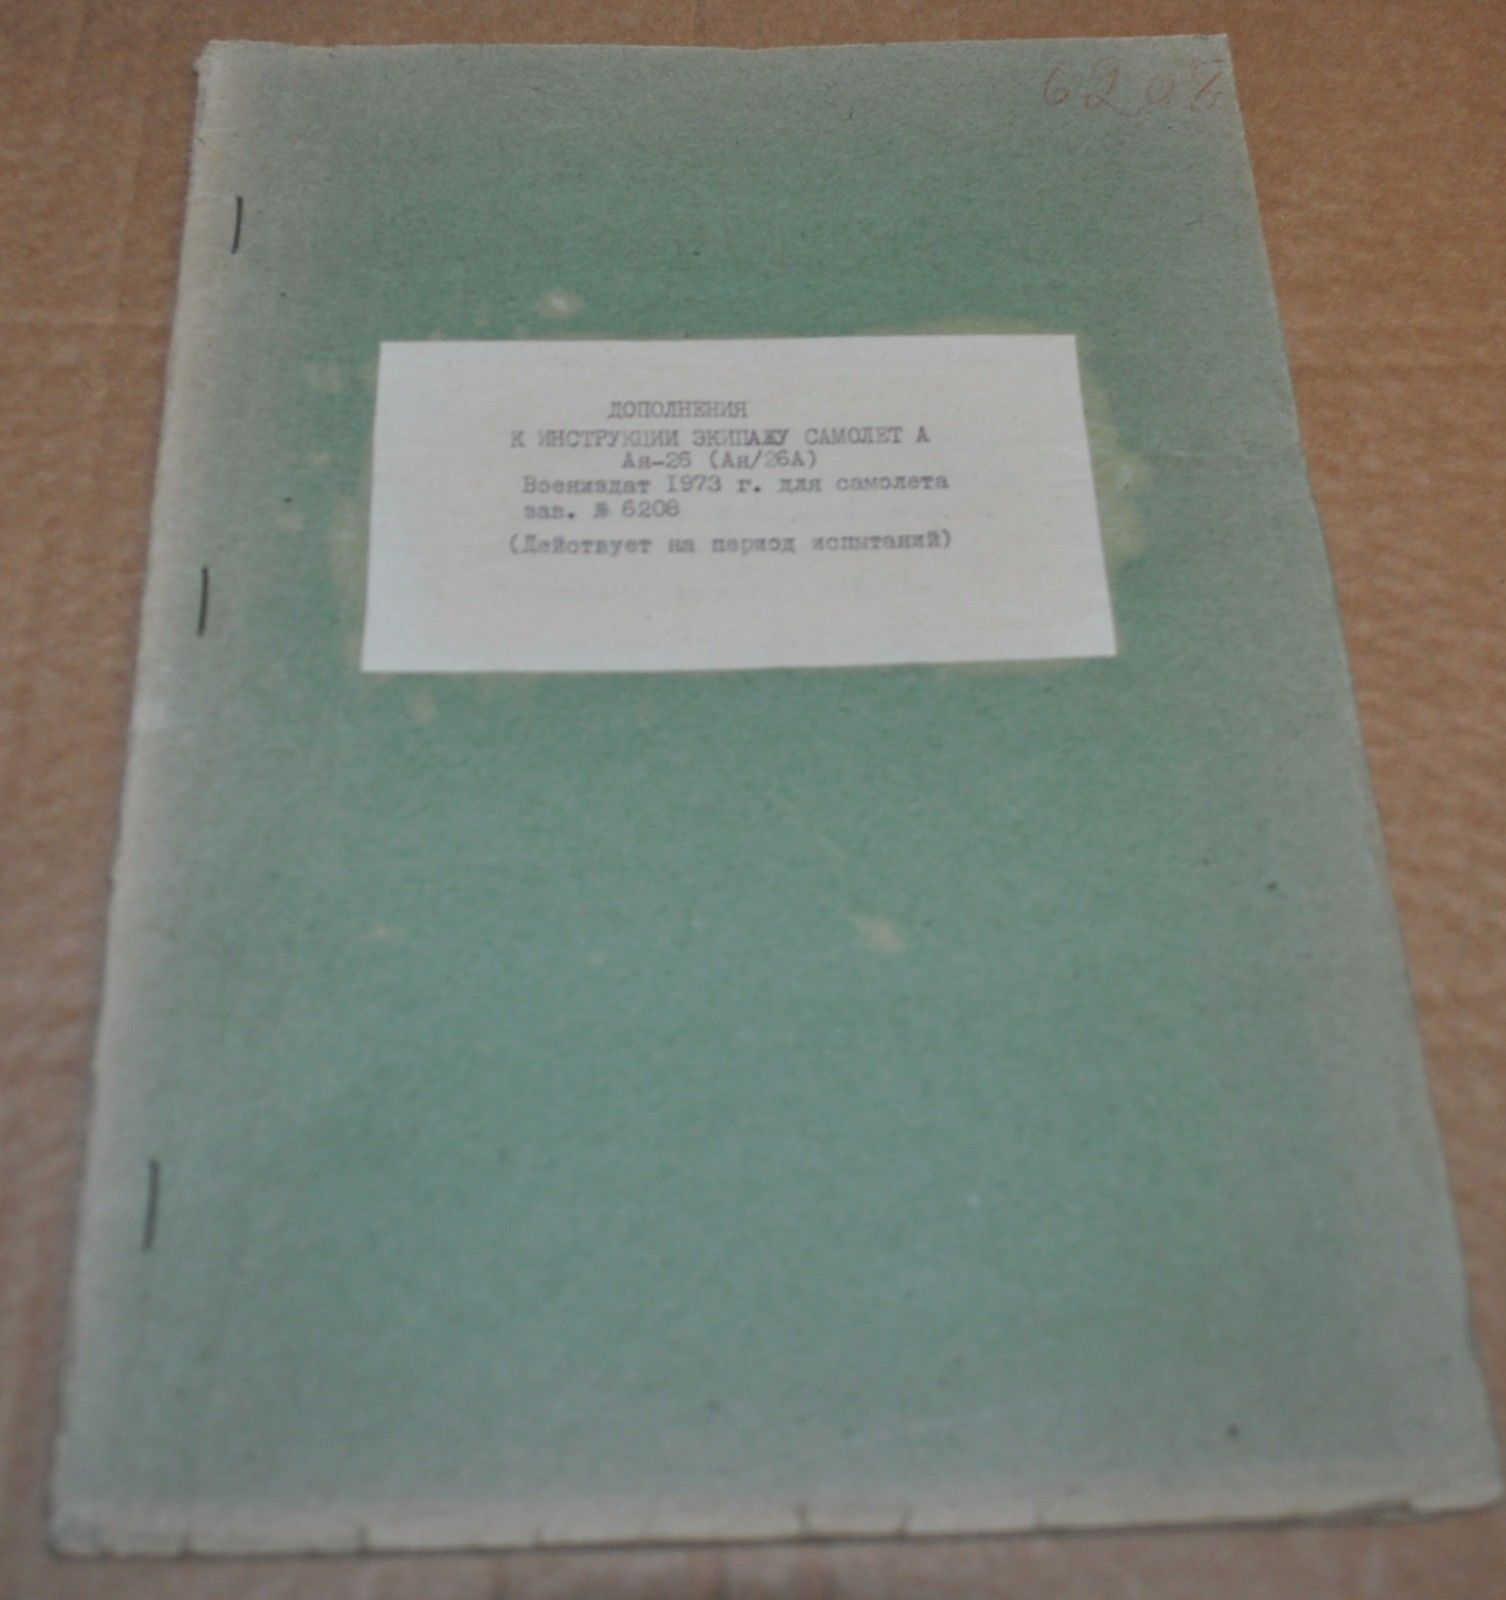 6208
ДОПОЛНЕНИЯ
К ИНСТРУКЦИИ ЭКИПАЖУ САМОЛЕТ А
Ан-26 (Ан/26А)
Воениздат 1973 г. для самолета
зав. № 6208
(Действует на период испытаний)